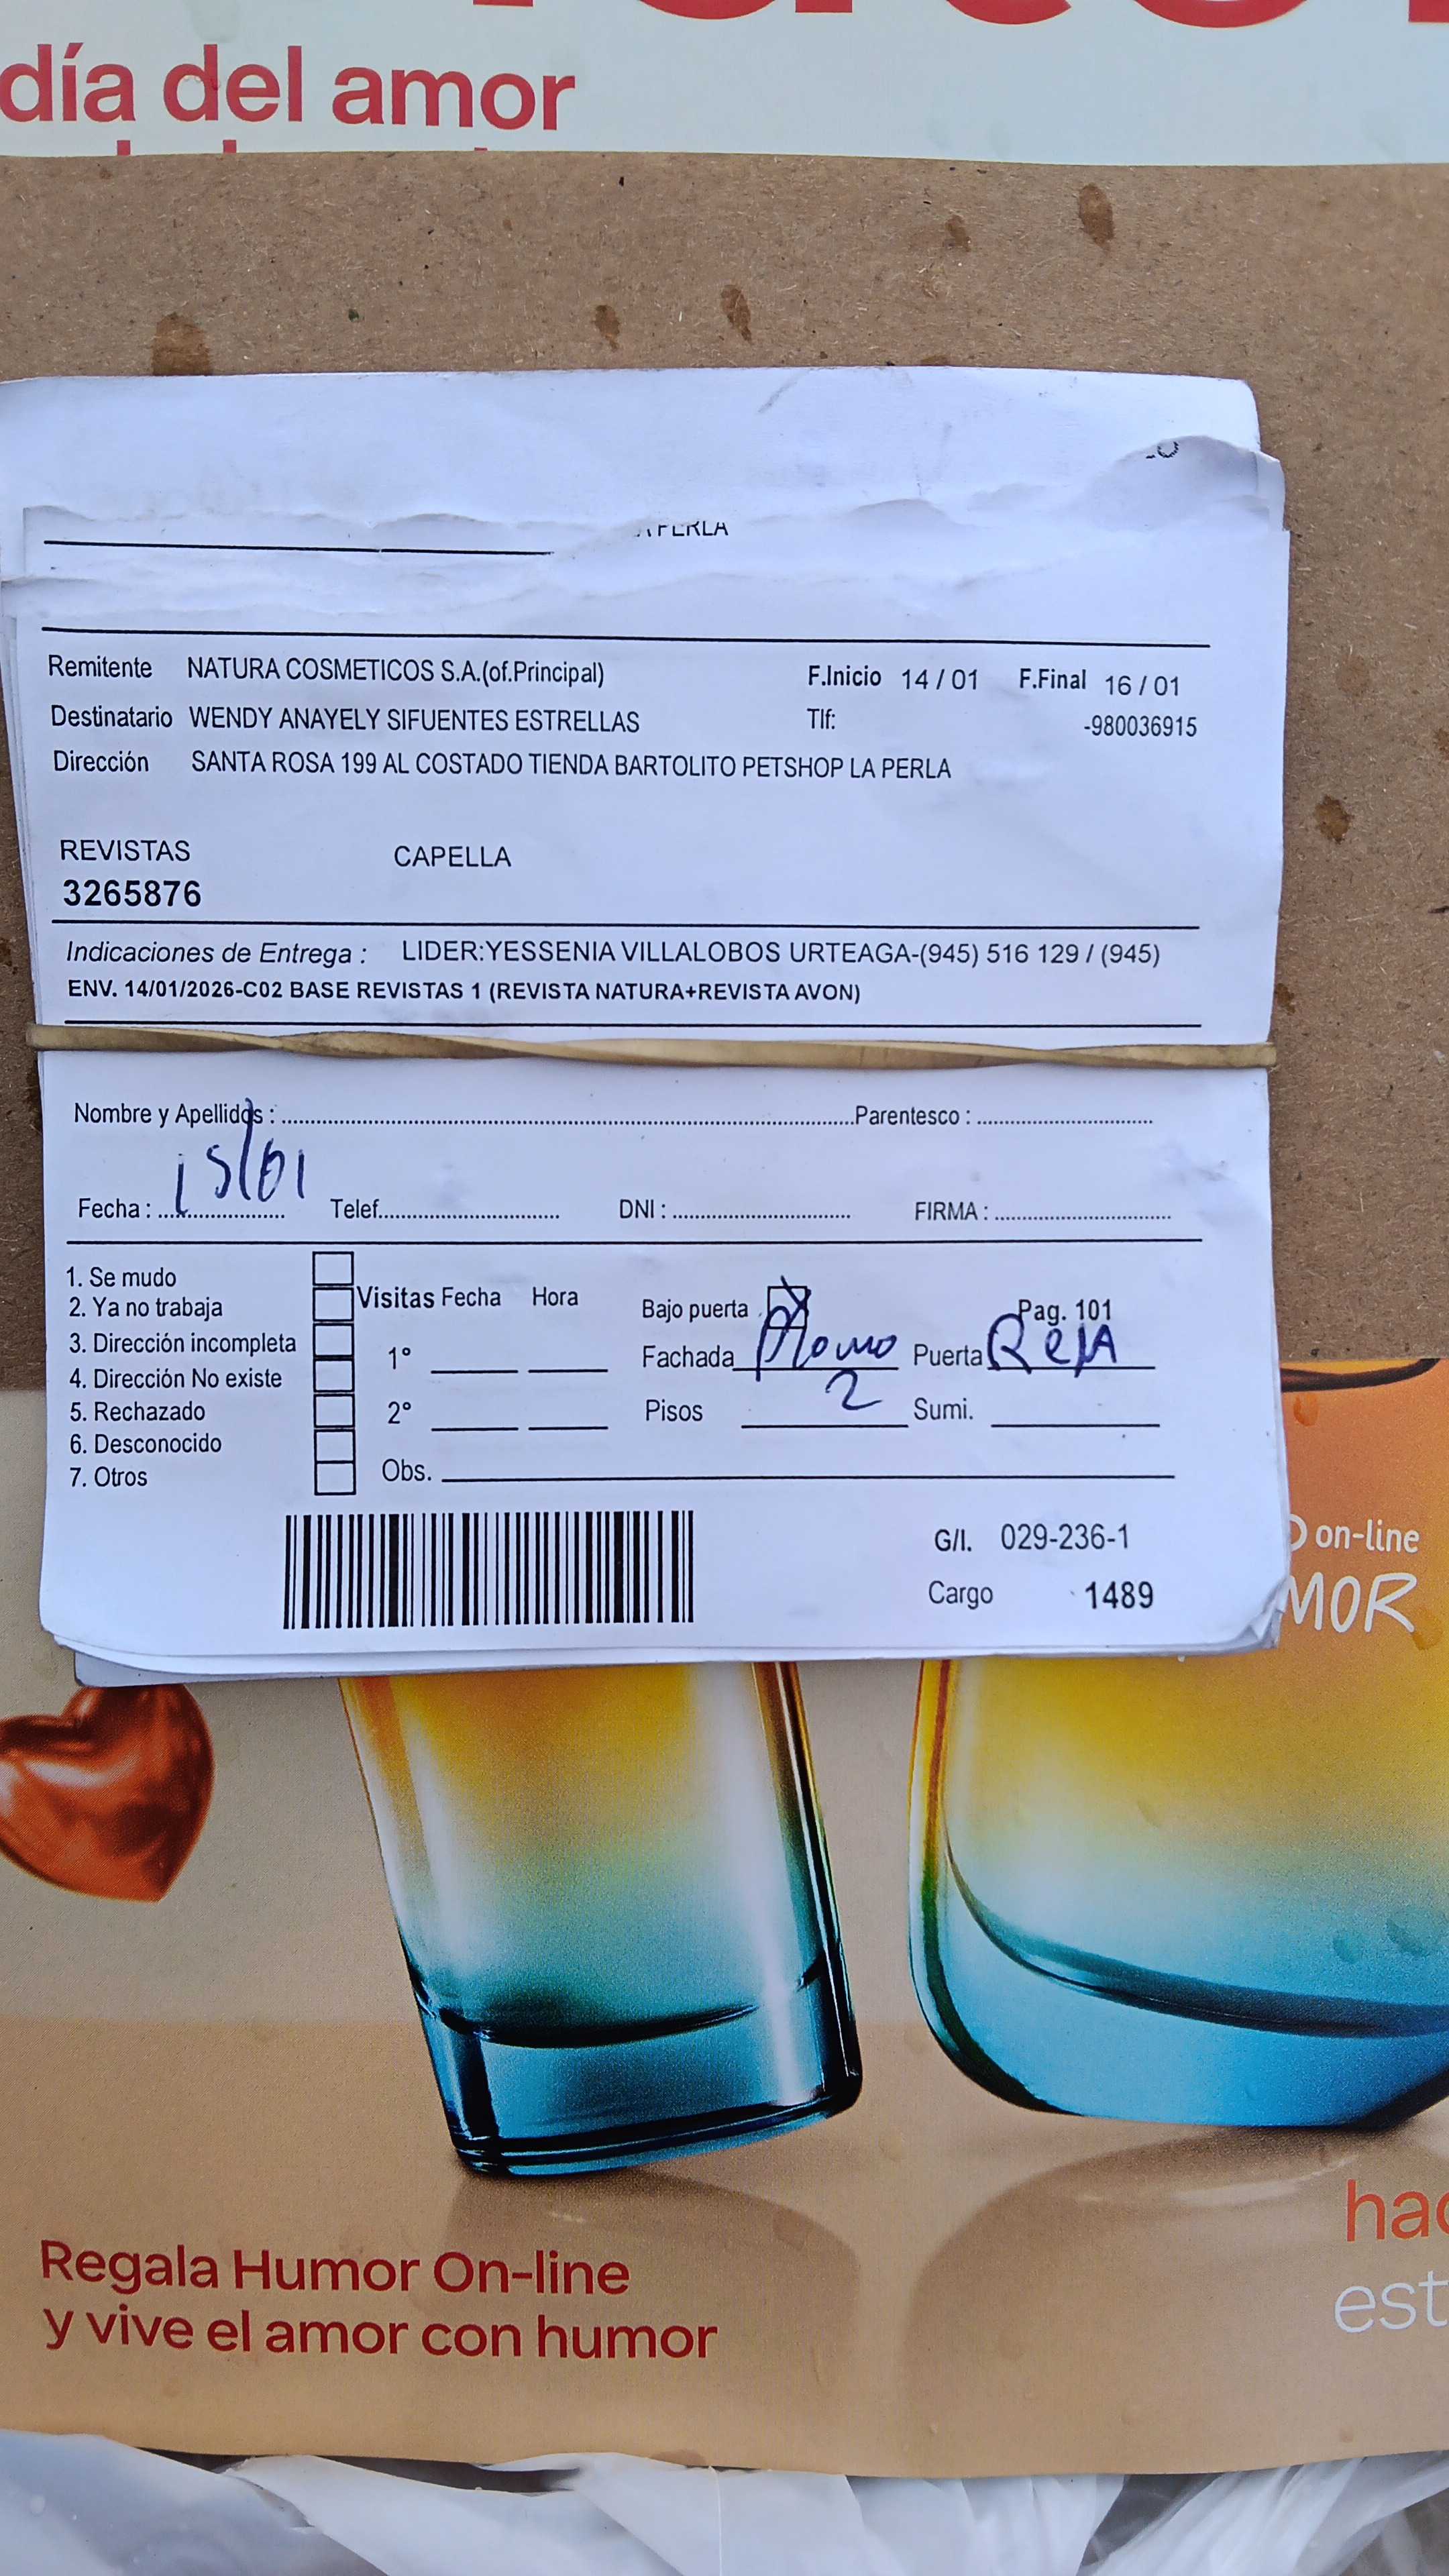 día del amor
Remitente NATURA COSMETICOS S.A.(of.Principal) F.Inicio 14 / 01 F.Final 16 / 01
Destinatario WENDY ANAYELY SIFUENTES ESTRELLAS Tlf: -980036915
Dirección SANTA ROSA 199 AL COSTADO TIENDA BARTOLITO PETSHOP LA PERLA
REVISTAS CAPELLA
3265876
Indicaciones de Entrega : LIDER:YESSENIA VILLALOBOS URTEAGA-(945) 516 129 / (945)
ENV. 14/01/2026-C02 BASE REVISTAS 1 (REVISTA NATURA+REVISTA AVON)
Nombre y Apellidos : Parentesco :
Fecha : 15/01 Telef. DNI : FIRMA :
1. Se mudo
2. Ya no trabaja
3. Dirección incompleta
4. Dirección No existe
5. Rechazado
6. Desconocido
7. Otros
Visitas Fecha Hora
1°
2°
Obs.
Bajo puerta Pag. 101
Fachada Plomo Puerta Reja
Pisos 2 Sumi.
G/I. 029-236-1
Cargo 1489
on-line
MOR
Regala Humor On-line
y vive el amor con humor